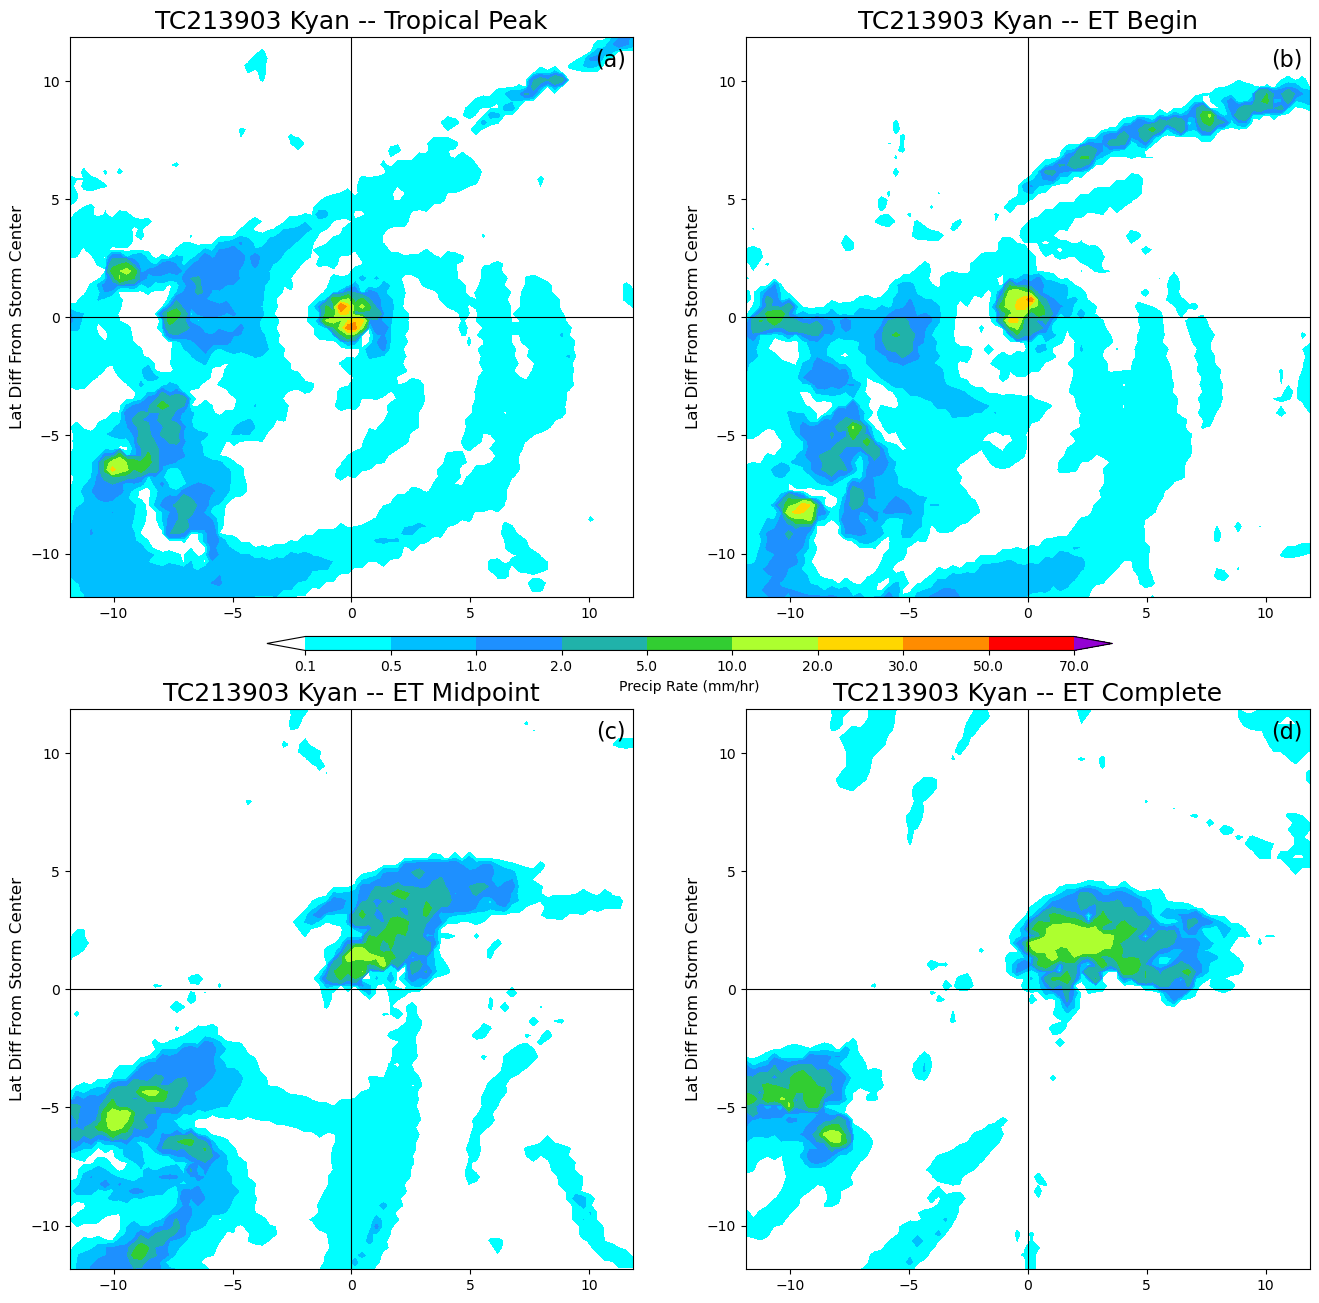 TC213903 Kyan -- Tropical Peak
TC213903 Kyan -- ET Begin
(a)
(b)
10
5
0
−5
−10
Lat Diff From Storm Center
−10 −5 0 5 10
10
5
0
−5
−10
Lat Diff From Storm Center
−10 −5 0 5 10
0.1 0.5 1.0 2.0 5.0 10.0 20.0 30.0 50.0 70.0
Precip Rate (mm/hr)
TC213903 Kyan -- ET Midpoint
TC213903 Kyan -- ET Complete
(c)
(d)
10
5
0
−5
−10
Lat Diff From Storm Center
−10 −5 0 5 10
10
5
0
−5
−10
Lat Diff From Storm Center
−10 −5 0 5 10